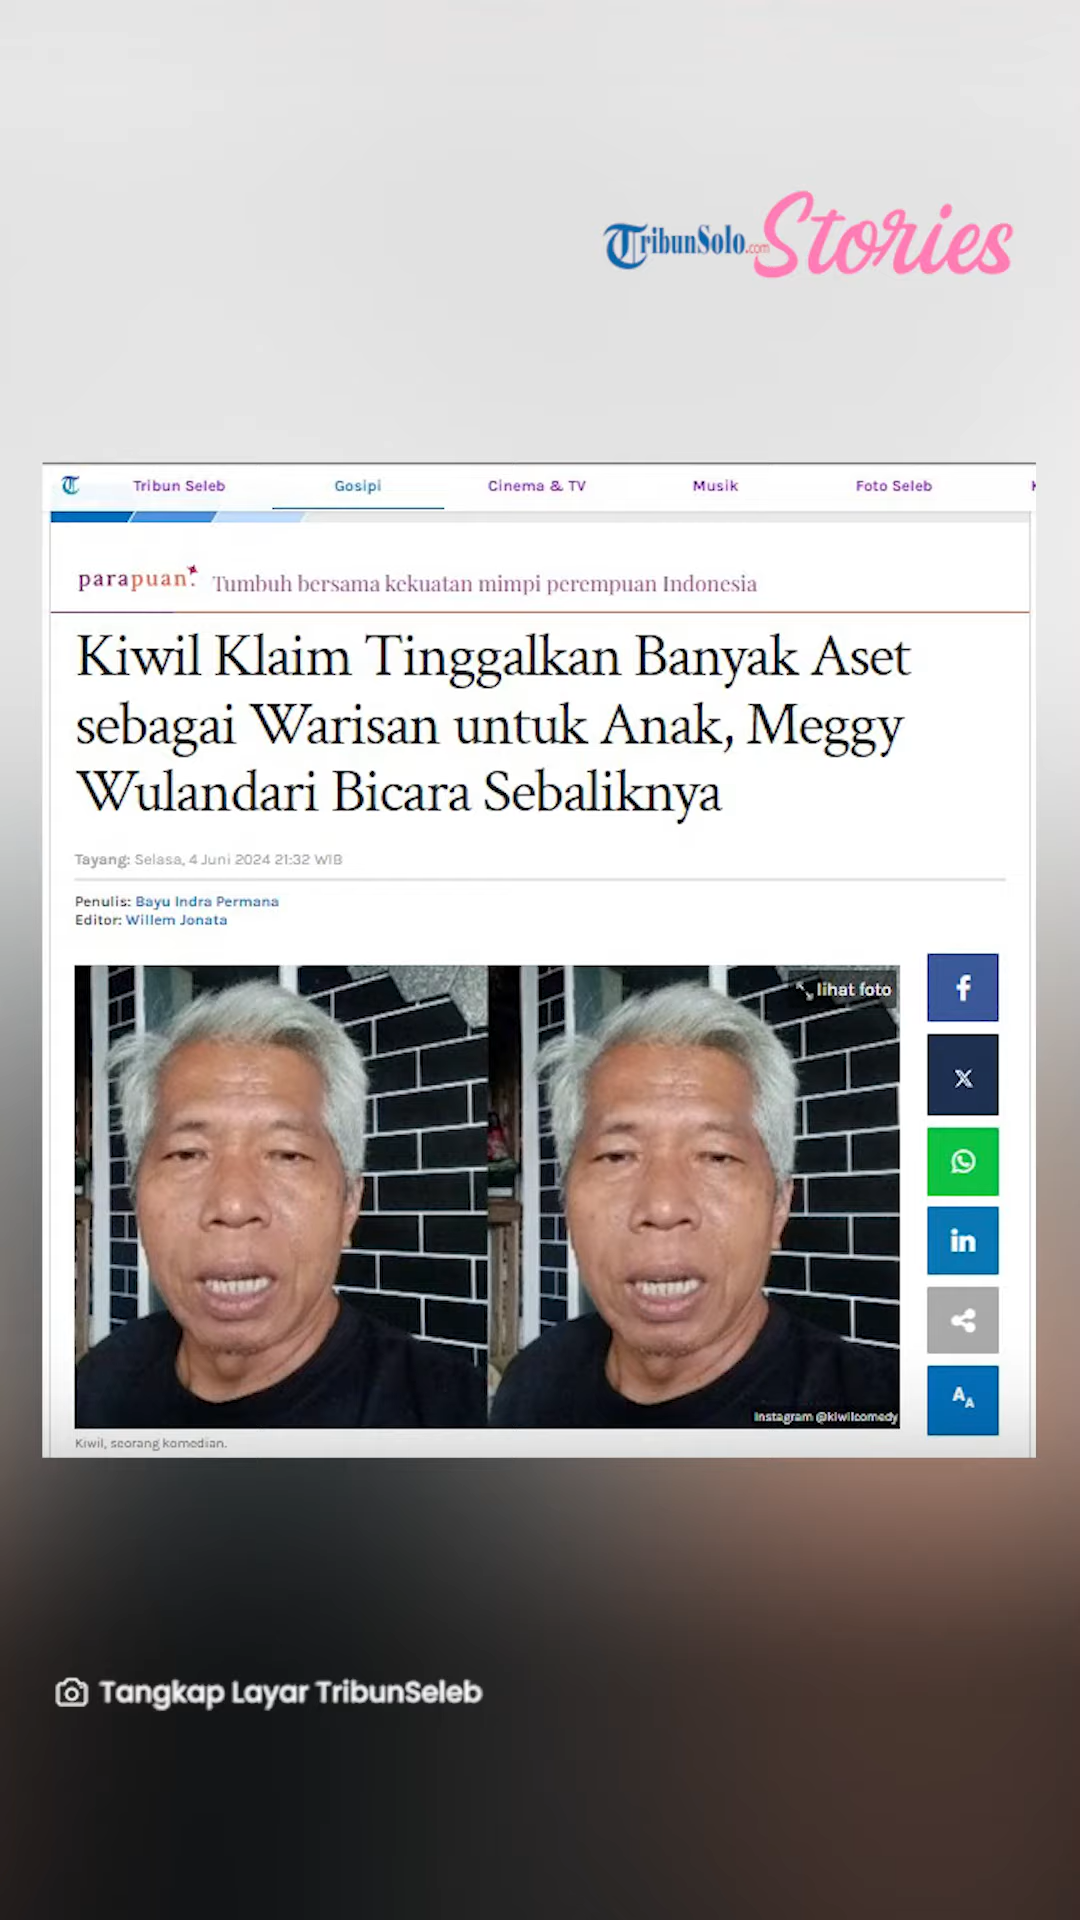 TribunSolo.com Stories
Tribun Seleb Gosipi Cinema & TV Musik Foto Seleb
parapuan. Tumbuh bersama kekuatan mimpi perempuan Indonesia
Kiwil Klaim Tinggalkan Banyak Aset
sebagai Warisan untuk Anak, Meggy
Wulandari Bicara Sebaliknya
Tayang: Selasa, 4 Juni 2024 21:32 WIB
Penulis: Bayu Indra Permana
Editor: Willem Jonata
lihat foto
Instagram @kiwilcomedy
Kiwil, seorang komedian.
Tangkap Layar TribunSeleb